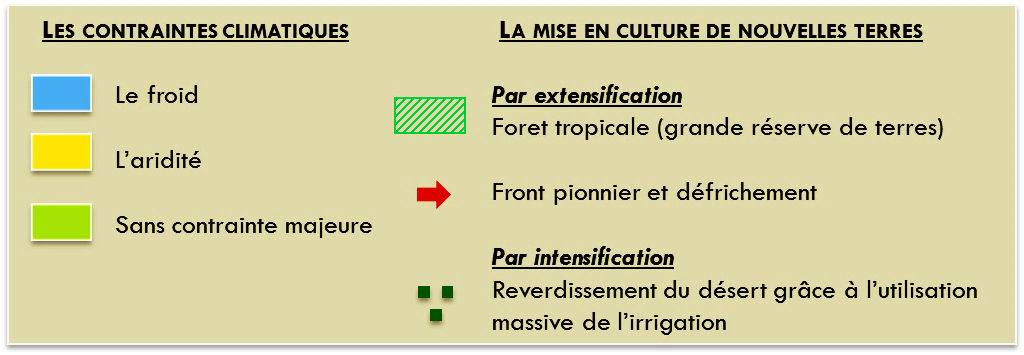 LES CONTRAINTES CLIMATIQUES
Le froid
L'aridité
Sans contrainte majeure
LA MISE EN CULTURE DE NOUVELLES TERRES
Par extensification
Foret tropicale (grande réserve de terres)
Front pionnier et défrichement
Par intensification
Reverdissement du désert grâce à l'utilisation
massive de l'irrigation